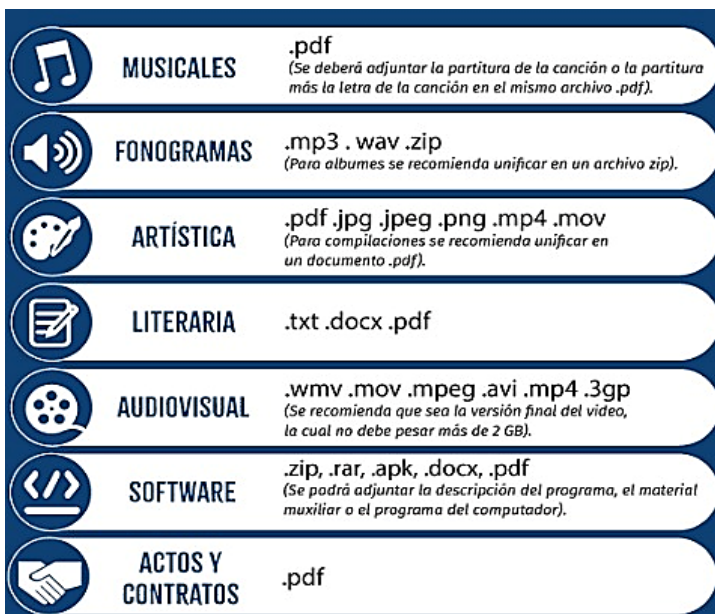 MUSICALES
.pdf
(Se deberá adjuntar la partitura de la canción o la partitura
más la letra de la canción en el mismo archivo .pdf).
FONOGRAMAS
.mp3 . wav .zip
(Para albumes se recomienda unificar en un archivo zip).
ARTÍSTICA
.pdf .jpg .jpeg .png .mp4 .mov
(Para compilaciones se recomienda unificar en
un documento .pdf).
LITERARIA
.txt .docx .pdf
AUDIOVISUAL
.wmv .mov .mpeg .avi .mp4 .3gp
(Se recomienda que sea la versión final del video,
la cual no debe pesar más de 2 GB).
SOFTWARE
.zip, .rar, .apk, .docx, .pdf
(Se podrá adjuntar la descripción del programa, el material
muxiliar o el programa del computador).
ACTOS Y
CONTRATOS
.pdf